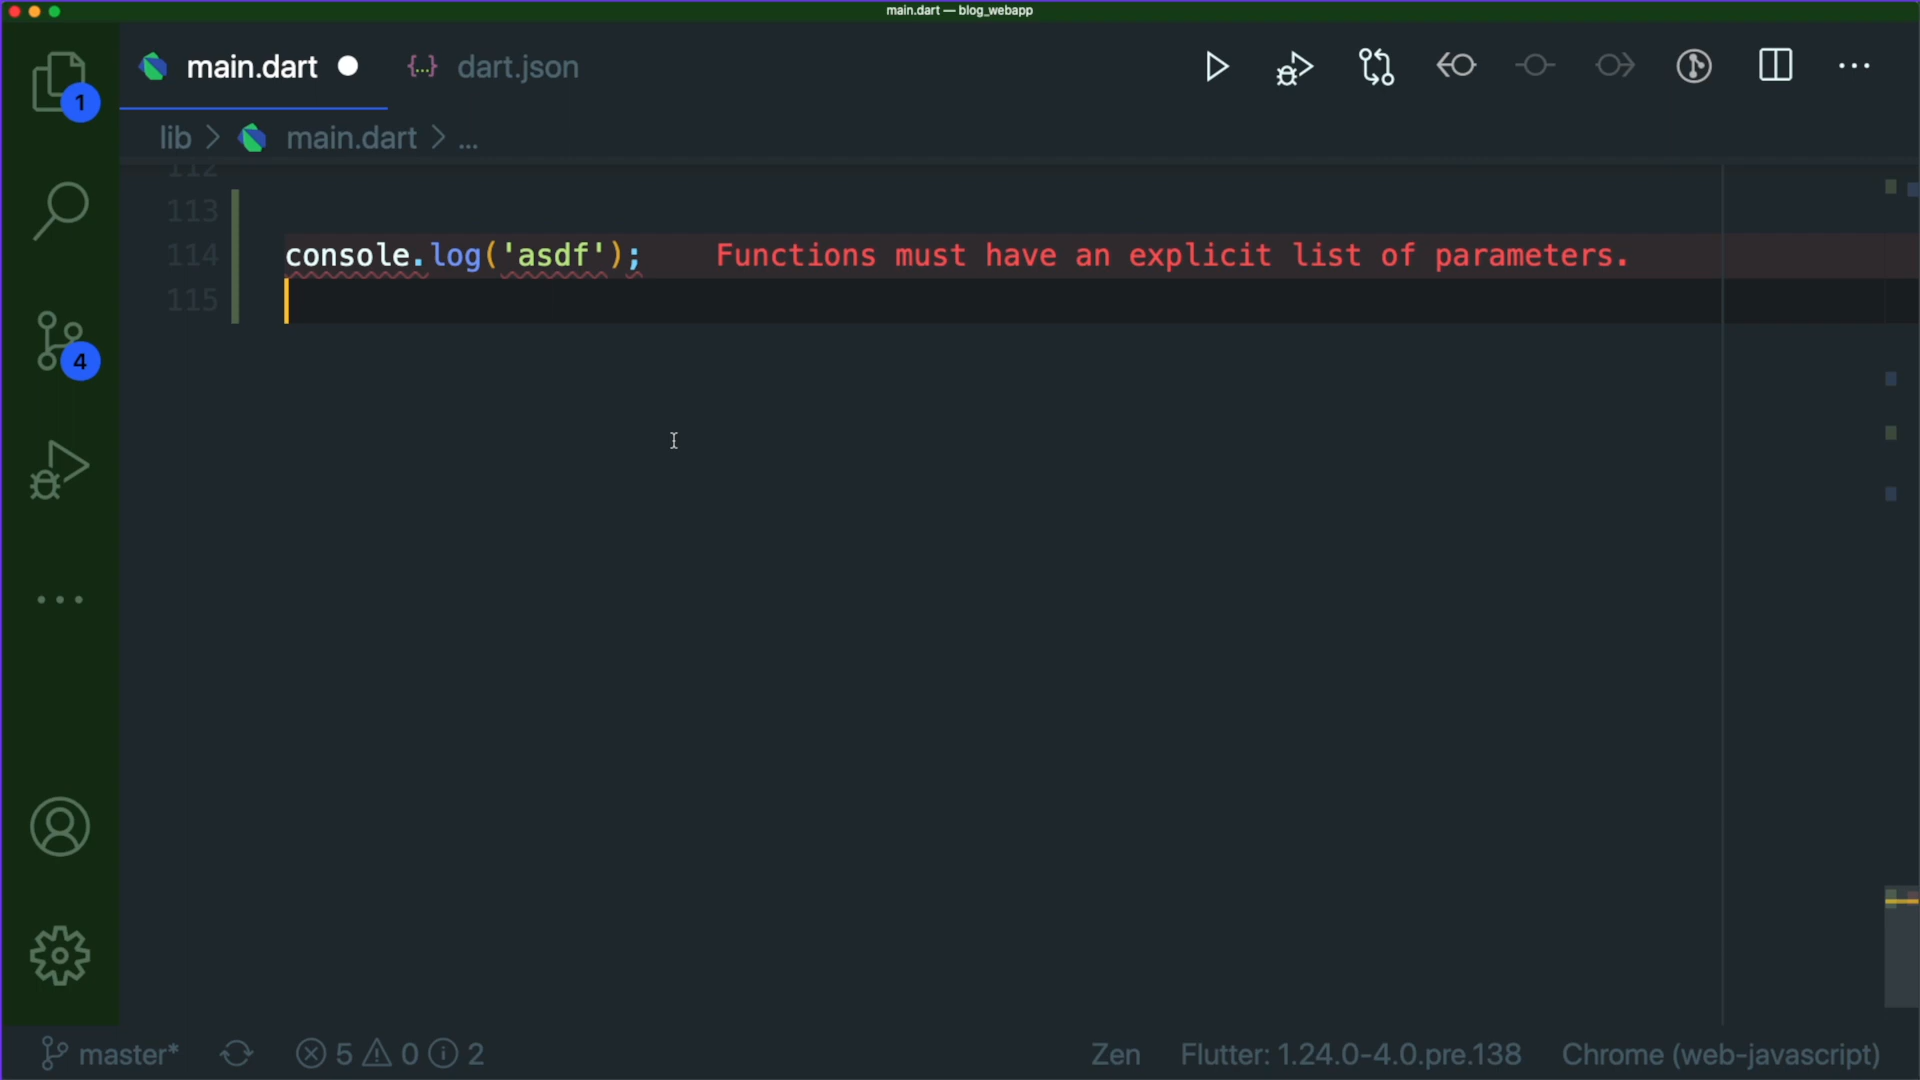 main.dart — blog_webapp
1
main.dart
{..} dart.json
lib > main.dart > ...
112
113
114 console.log('asdf'); Functions must have an explicit list of parameters.
115
4
master* 5 0 2 Zen Flutter: 1.24.0-4.0.pre.138 Chrome (web-javascript)